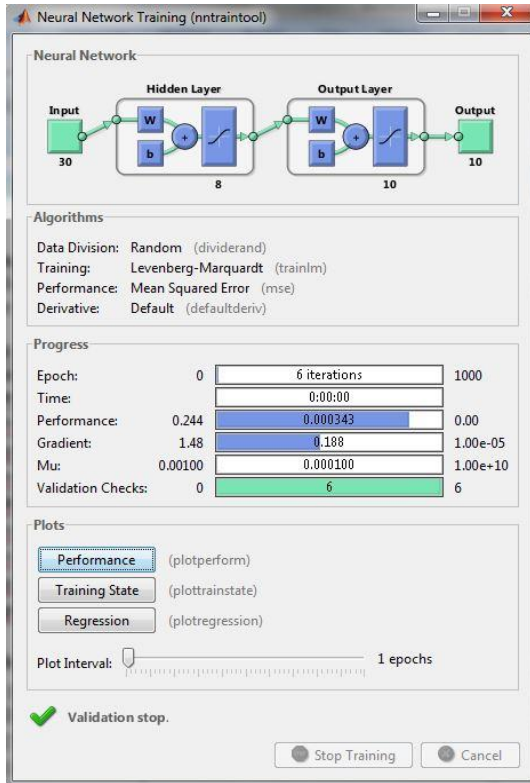 Neural Network Training (nntraintool)
Neural Network
Hidden Layer
Output Layer
Input
Output
W
b
+
W
b
+
30
8
10
10
Algorithms
Data Division: Random (dividerand)
Training: Levenberg-Marquardt (trainlm)
Performance: Mean Squared Error (mse)
Derivative: Default (defaultderiv)
Progress
Epoch: 0 6 iterations 1000
Time: 0:00:00
Performance: 0.244 0.000343 0.00
Gradient: 1.48 0.188 1.00e-05
Mu: 0.00100 0.000100 1.00e+10
Validation Checks: 0 6 6
Plots
Performance (plotperform)
Training State (plottrainstate)
Regression (plotregression)
Plot Interval: 1 epochs
Validation stop.
Stop Training Cancel